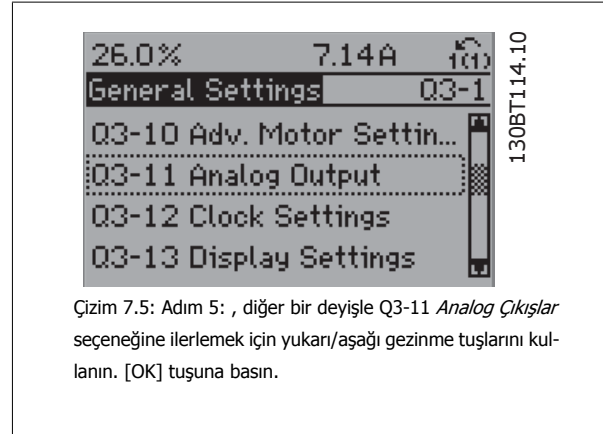 26.0% 7.14A 1(1)
General Settings Q3-1
Q3-10 Adv. Motor Settin...
Q3-11 Analog Output
Q3-12 Clock Settings
Q3-13 Display Settings
130BT114.10
Çizim 7.5: Adım 5: , diğer bir deyişle Q3-11 Analog Çıkışlar
seçeneğine ilerlemek için yukarı/aşağı gezinme tuşlarını kul-
lanın. [OK] tuşuna basın.